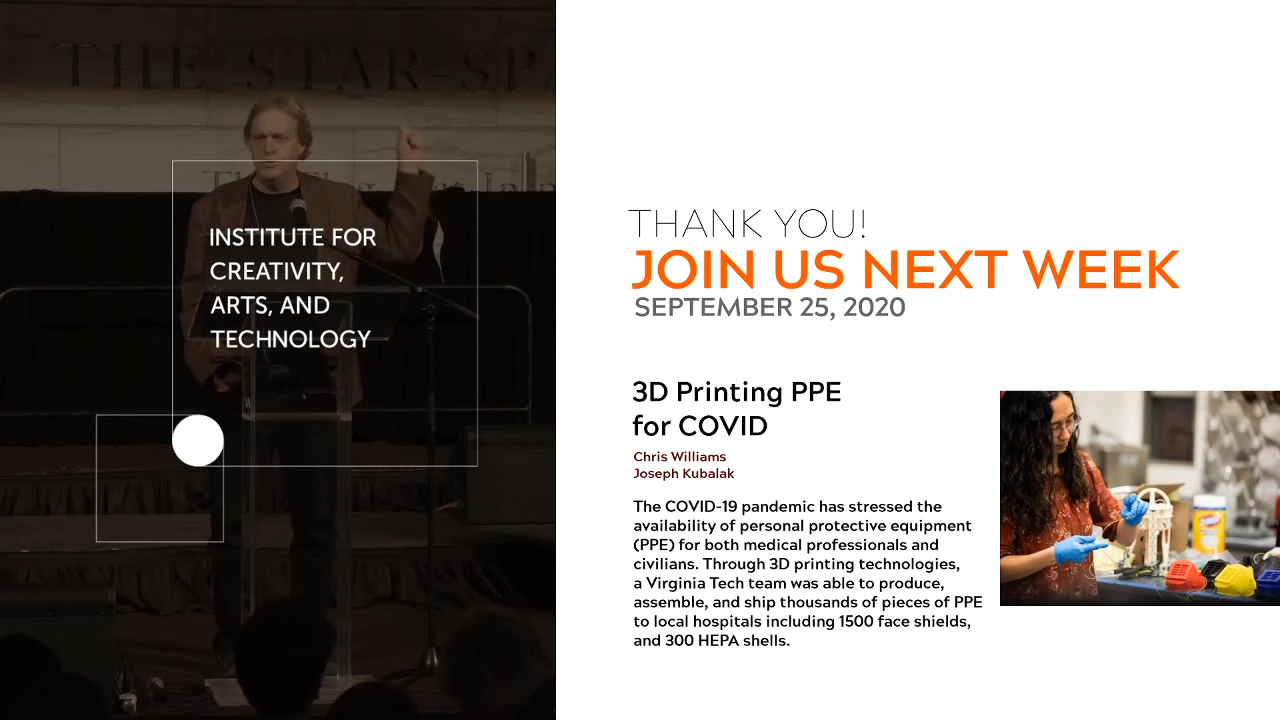 THE STAR-SP
INSTITUTE FOR
CREATIVITY,
ARTS, AND
TECHNOLOGY
THANK YOU!
JOIN US NEXT WEEK
SEPTEMBER 25, 2020
3D Printing PPE
for COVID
Chris Williams
Joseph Kubalak
The COVID-19 pandemic has stressed the
availability of personal protective equipment
(PPE) for both medical professionals and
civilians. Through 3D printing technologies,
a Virginia Tech team was able to produce,
assemble, and ship thousands of pieces of PPE
to local hospitals including 1500 face shields,
and 300 HEPA shells.